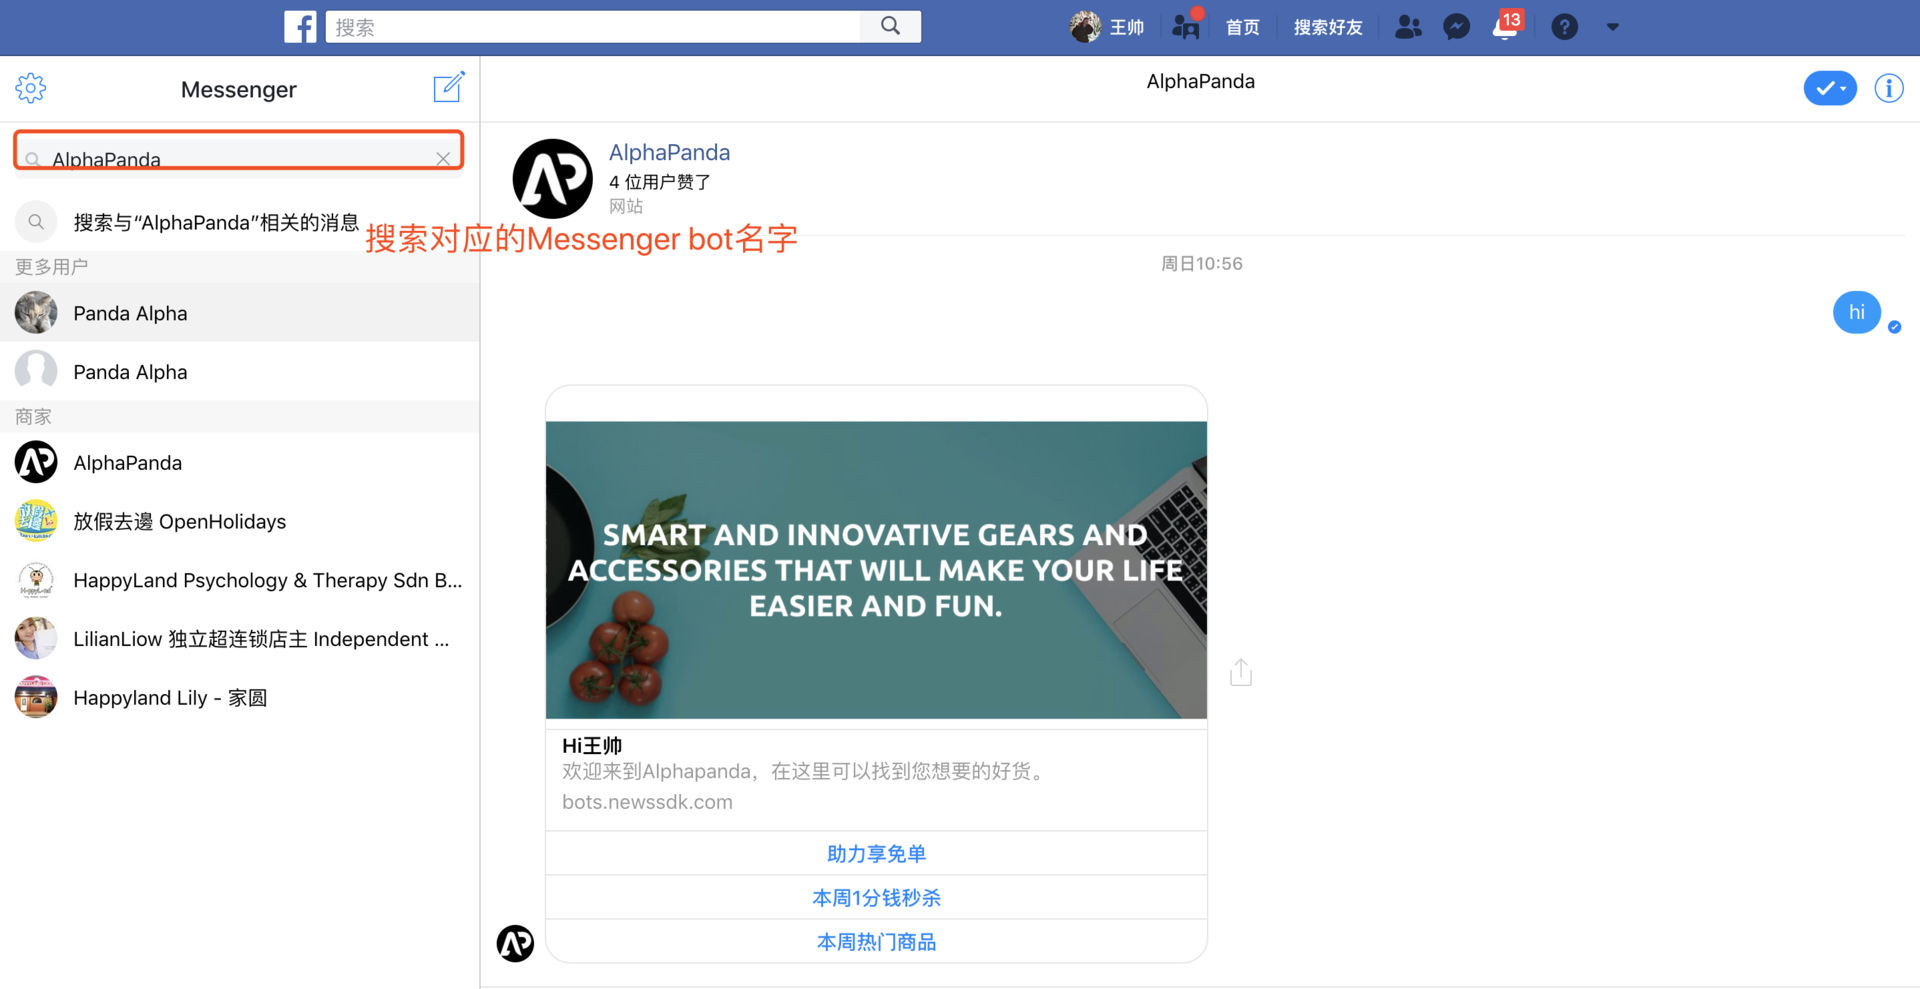 搜索
王帅
首页
搜索好友
13
Messenger
AlphaPanda
AlphaPanda
搜索与“AlphaPanda”相关的消息
更多用户
Panda Alpha
Panda Alpha
商家
AlphaPanda
放假去邊 OpenHolidays
HappyLand Psychology & Therapy Sdn B...
LilianLiow 独立超连锁店主 Independent ...
Happyland Lily - 家圆
搜索对应的Messenger bot名字
AlphaPanda
4 位用户赞了
网站
周日10:56
hi
SMART AND INNOVATIVE GEARS AND
ACCESSORIES THAT WILL MAKE YOUR LIFE
EASIER AND FUN.
Hi王帅
欢迎来到Alphapanda，在这里可以找到您想要的好货。
bots.newssdk.com
助力享免单
本周1分钱秒杀
本周热门商品